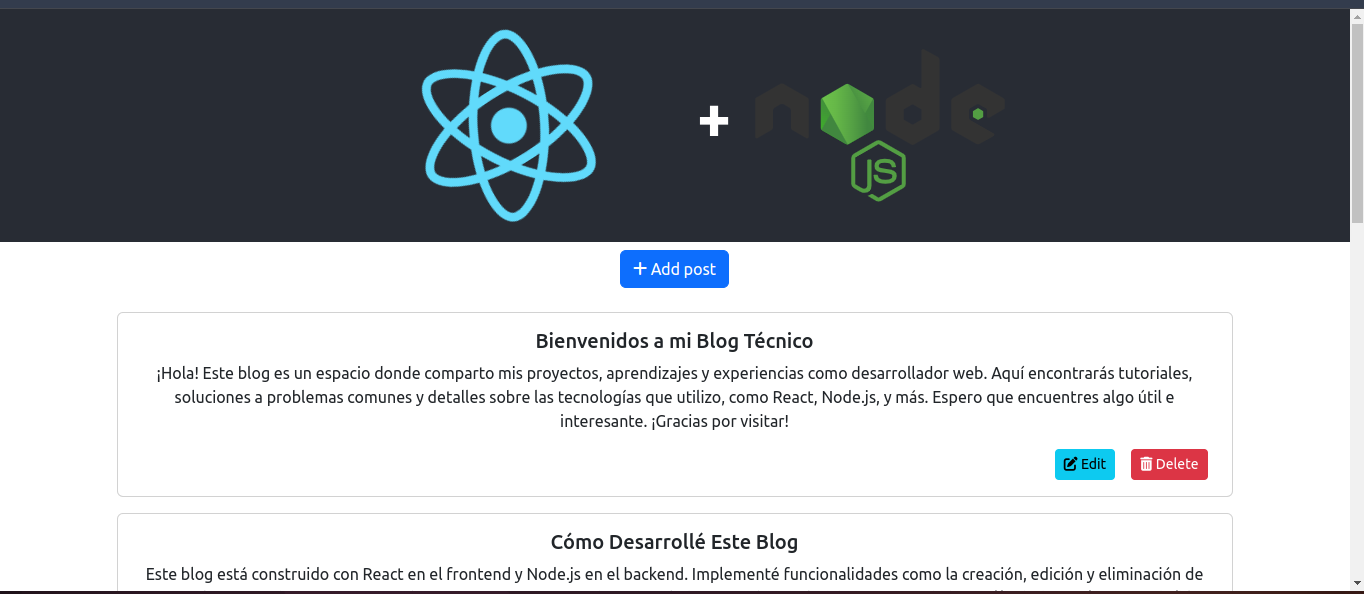 + node
JS
+ Add post
Bienvenidos a mi Blog Técnico
¡Hola! Este blog es un espacio donde comparto mis proyectos, aprendizajes y experiencias como desarrollador web. Aquí encontrarás tutoriales,
soluciones a problemas comunes y detalles sobre las tecnologías que utilizo, como React, Node.js, y más. Espero que encuentres algo útil e
interesante. ¡Gracias por visitar!
Edit Delete
Cómo Desarrollé Este Blog
Este blog está construido con React en el frontend y Node.js en el backend. Implementé funcionalidades como la creación, edición y eliminación de